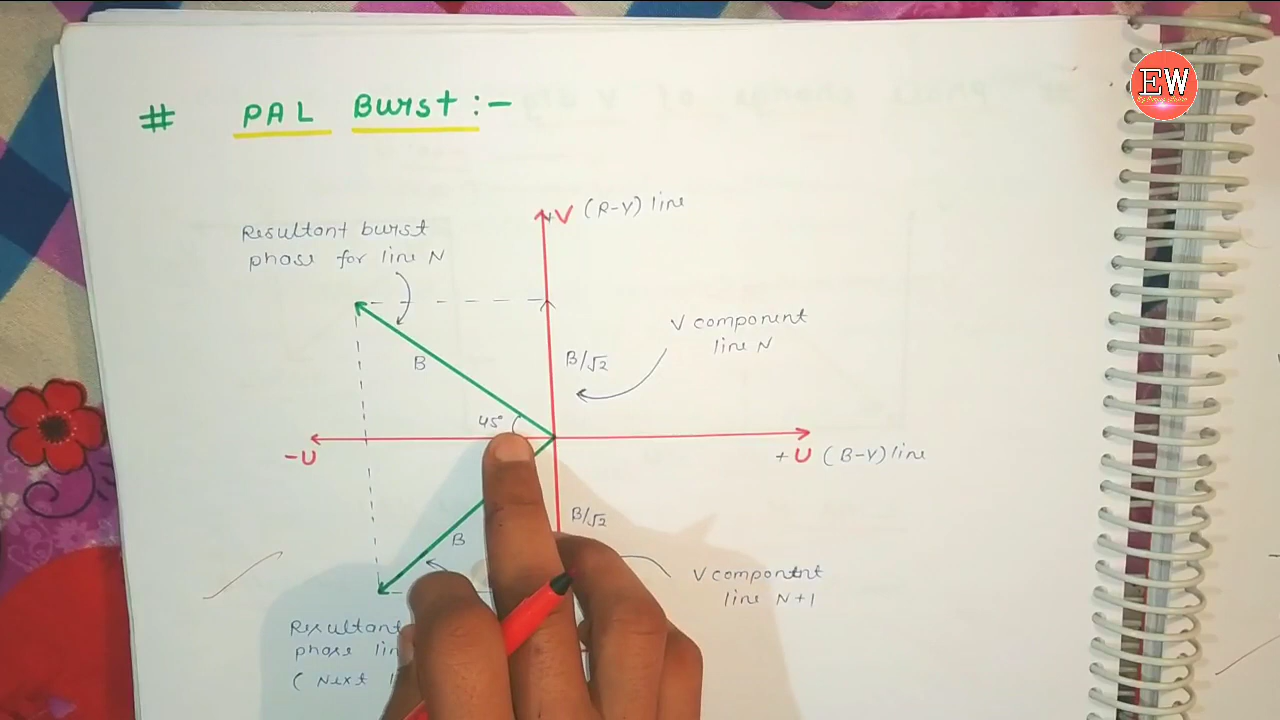 # PAL Burst :-
+V (R-Y) line
Resultant burst
phase for line N
V component
line N
B/√2
B
45°
-U
+U (B-Y) line
B/√2
B
V component
line N+1
Resultant
phase
( Next
EW